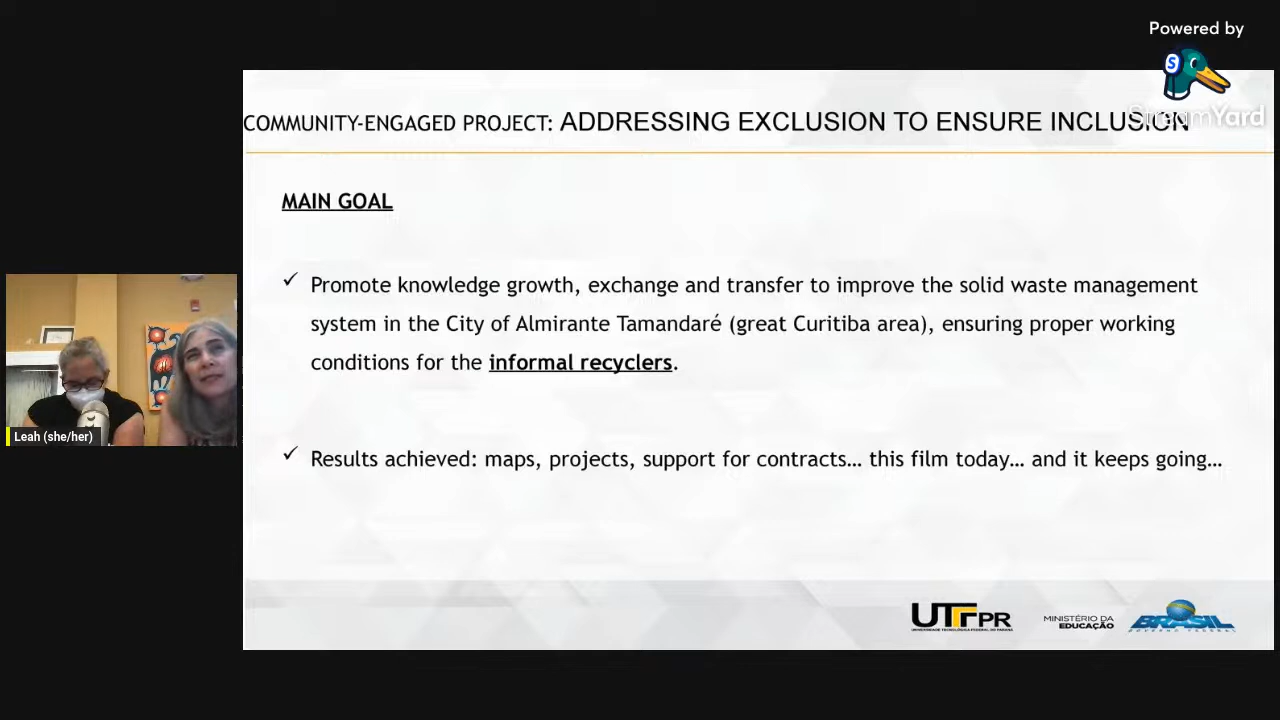 Powered by
StreamYard
COMMUNITY-ENGAGED PROJECT: ADDRESSING EXCLUSION TO ENSURE INCLUSION
MAIN GOAL
✓ Promote knowledge growth, exchange and transfer to improve the solid waste management
system in the City of Almirante Tamandaré (great Curitiba area), ensuring proper working
conditions for the informal recyclers.
Leah (she/her)
✓ Results achieved: maps, projects, support for contracts… this film today… and it keeps going…
UTFPR
UNIVERSIDADE TECNOLÓGICA FEDERAL DO PARANÁ
MINISTÉRIO DA
EDUCAÇÃO
BRASIL
GOVERNO FEDERAL